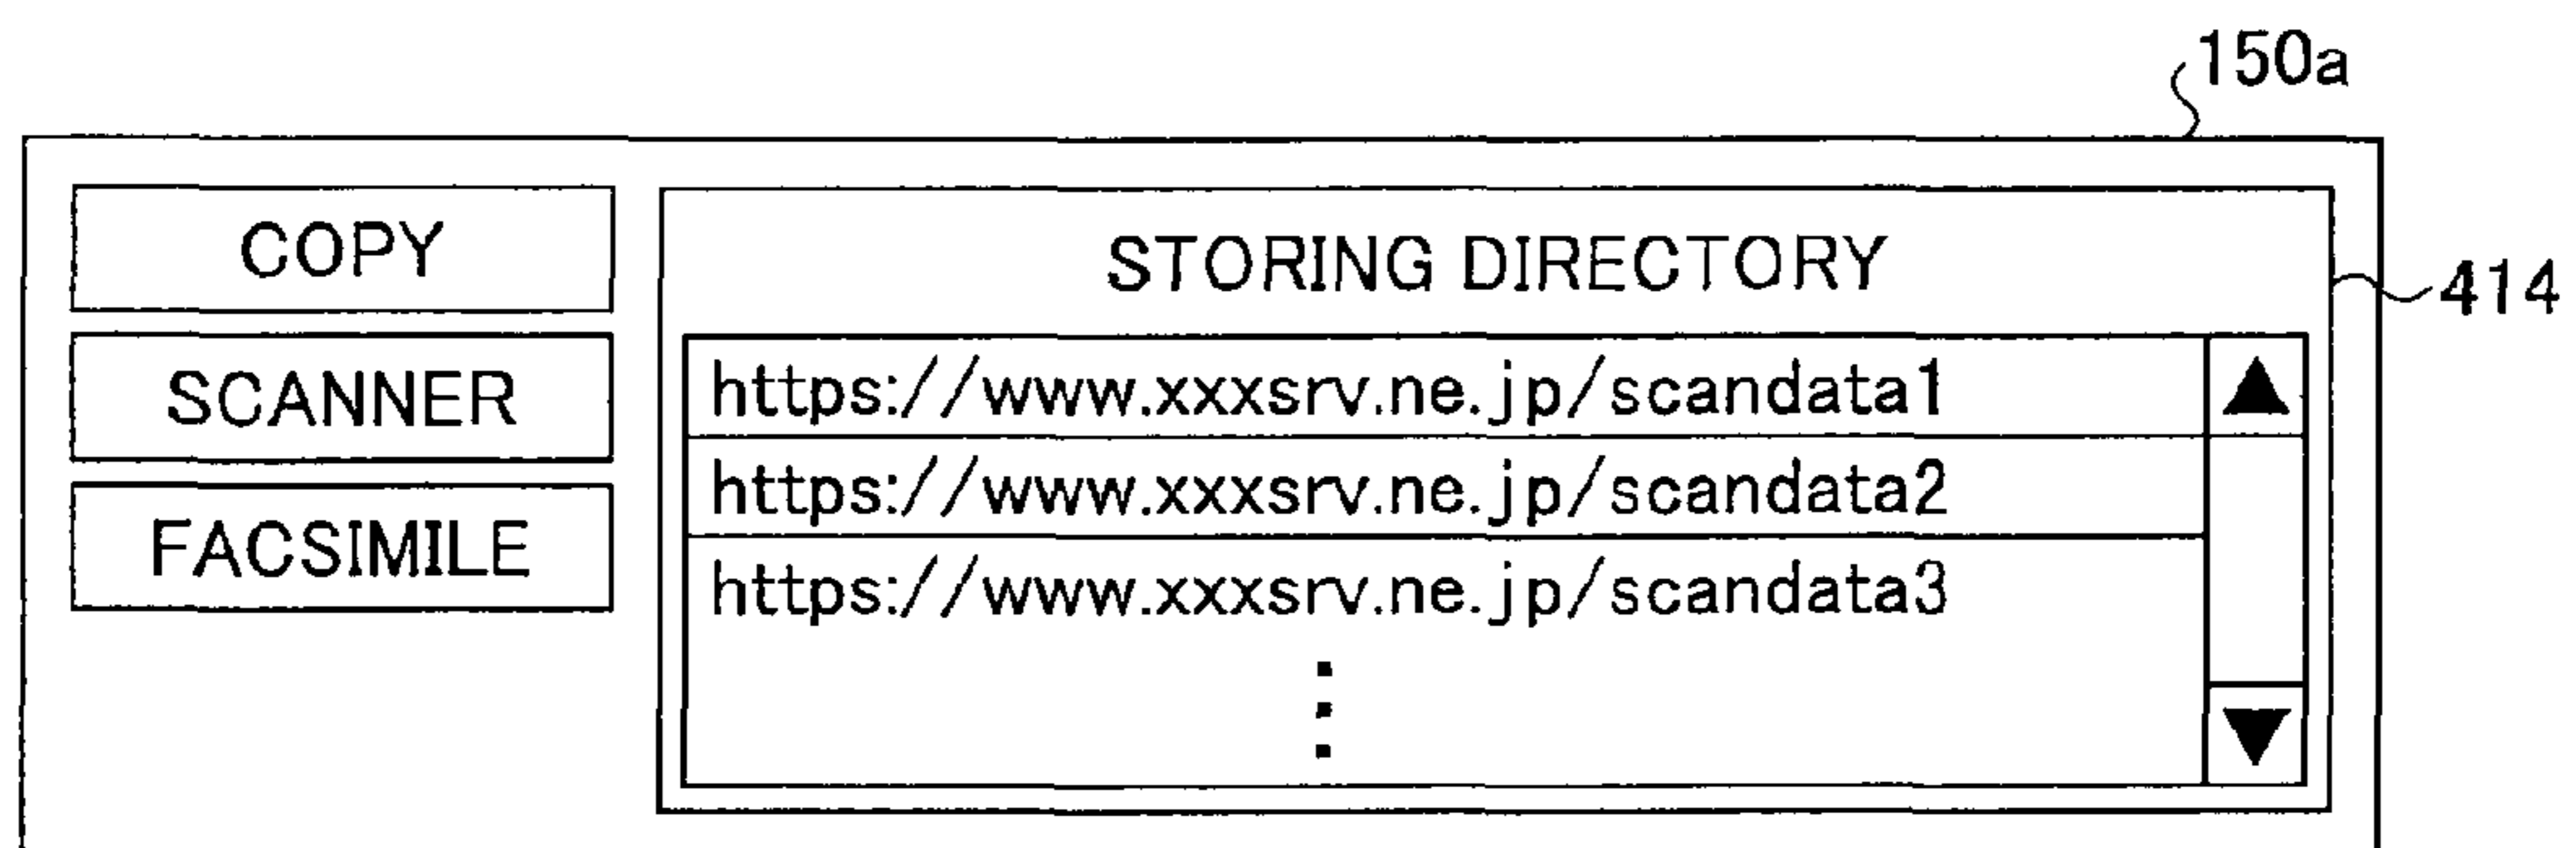 150a
COPY
SCANNER
FACSIMILE
STORING DIRECTORY
414
https://www.xxxsrv.ne.jp/scandata1
https://www.xxxsrv.ne.jp/scandata2
https://www.xxxsrv.ne.jp/scandata3